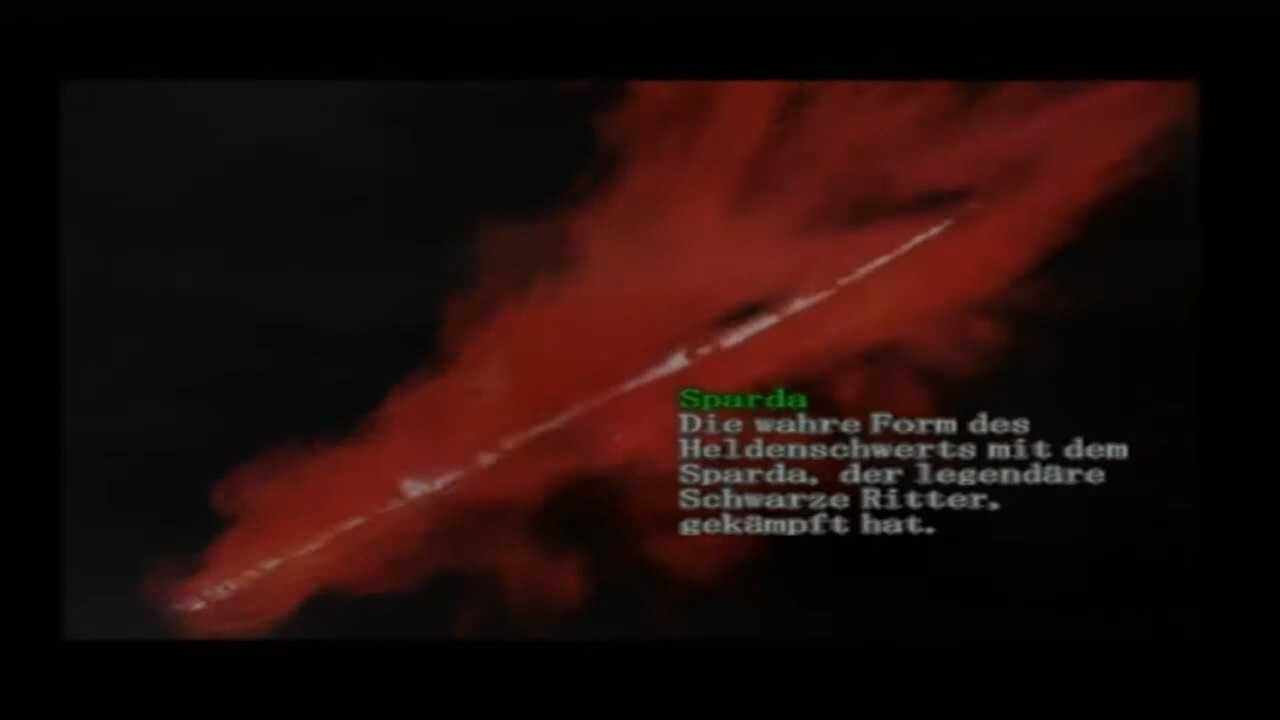 Sparda
Die wahre Form des
Heldenschwerts mit dem
Sparda, der legendäre
Schwarze Ritter,
gekämpft hat.